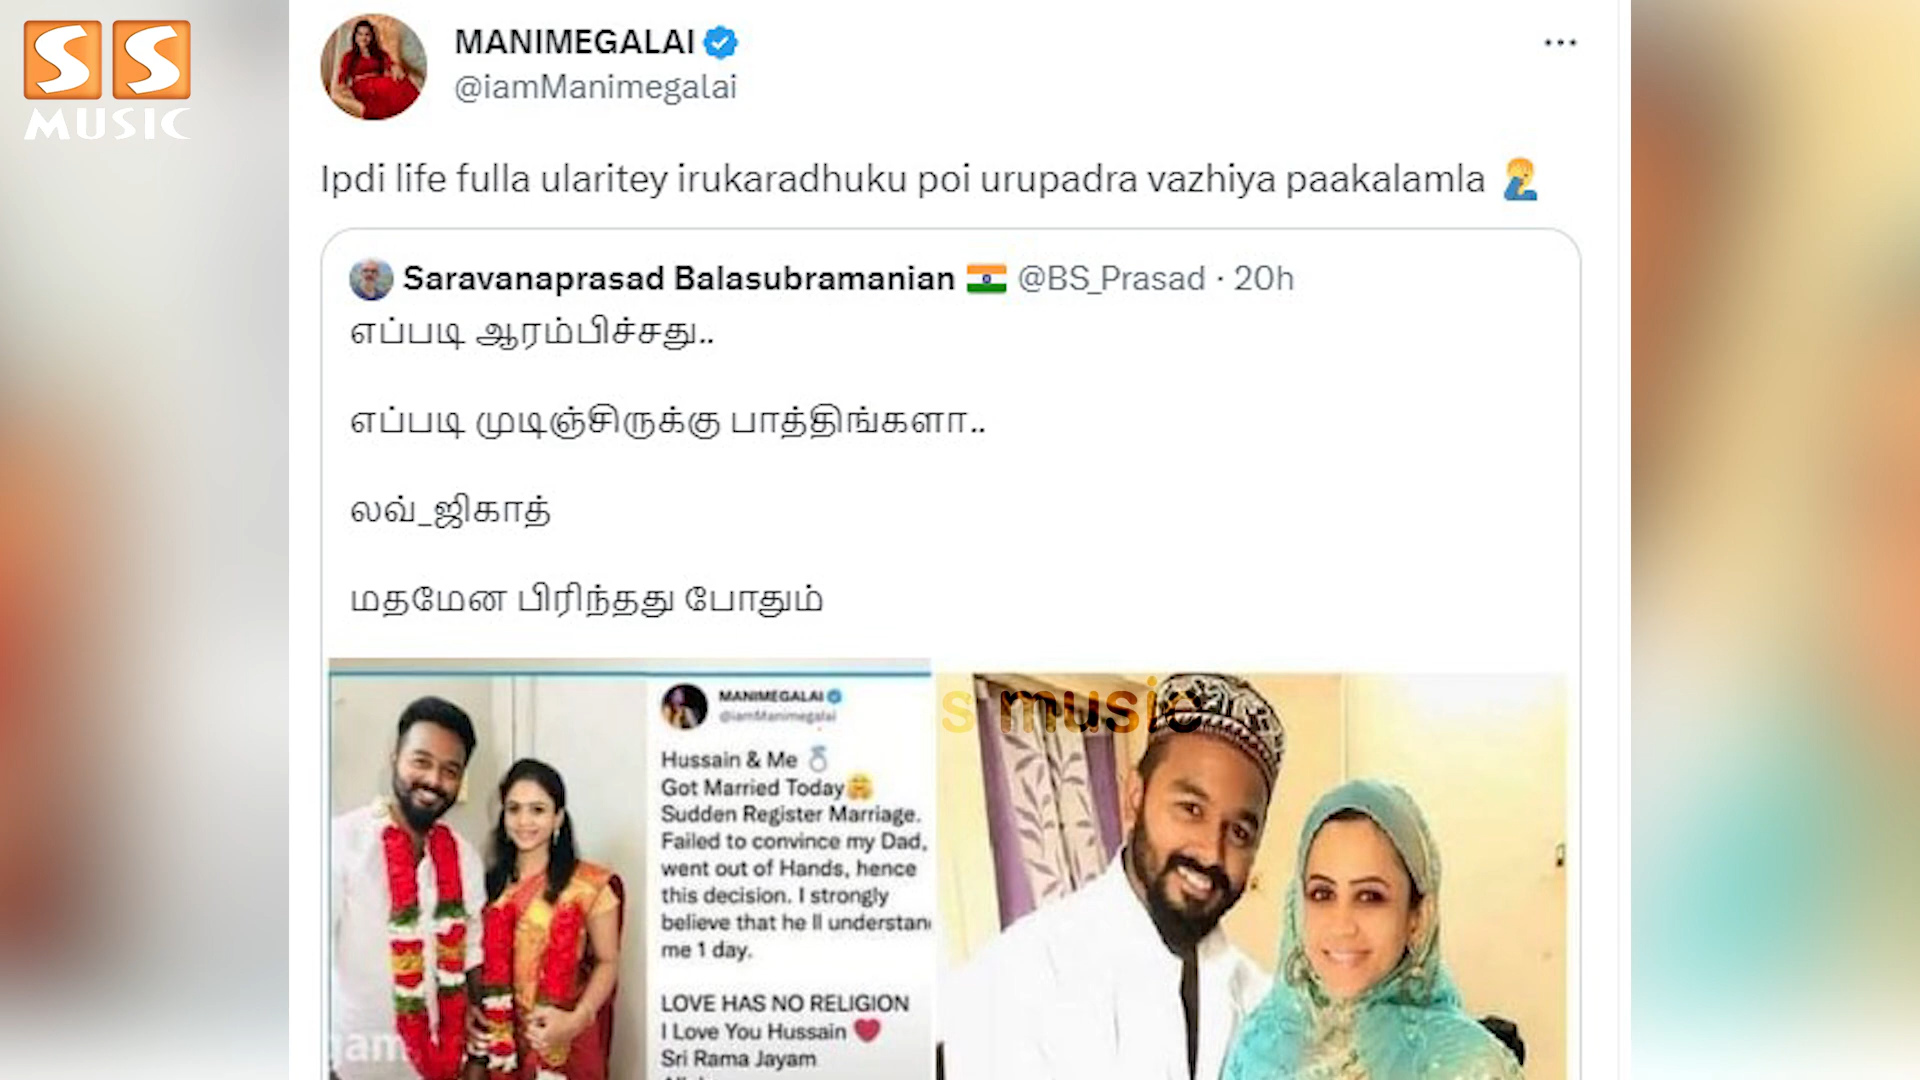 SS
MUSIC
MANIMEGALAI
@iamManimegalai
Ipdi life fulla ularitey irukaradhuku poi urupadra vazhiya paakalamla
Saravanaprasad Balasubramanian @BS_Prasad · 20h
எப்படி ஆரம்பிச்சது..
எப்படி முடிஞ்சிருக்கு பாத்திங்களா..
லவ்_ஜிகாத்
மதமேன பிரிந்தது போதும்
MANIMEGALAI
@iamManimegalai
Hussain & Me
Got Married Today
Sudden Register Marriage.
Failed to convince my Dad,
went out of Hands, hence
this decision. I strongly
believe that he ll understan
me 1 day.
LOVE HAS NO RELIGION
I Love You Hussain
Sri Rama Jayam
s music